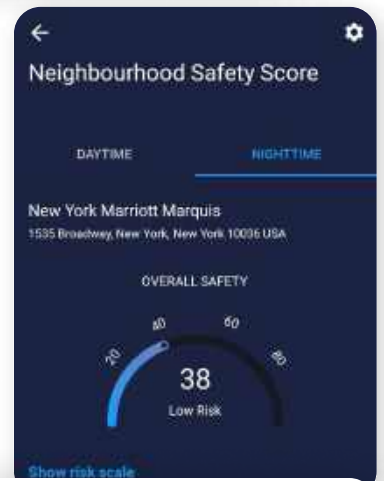 Neighbourhood Safety Score
DAYTIME NIGHTTIME
New York Marriott Marquis
1535 Broadway, New York, New York 10036 USA
OVERALL SAFETY
20 40 60 80
38
Low Risk
Show risk scale